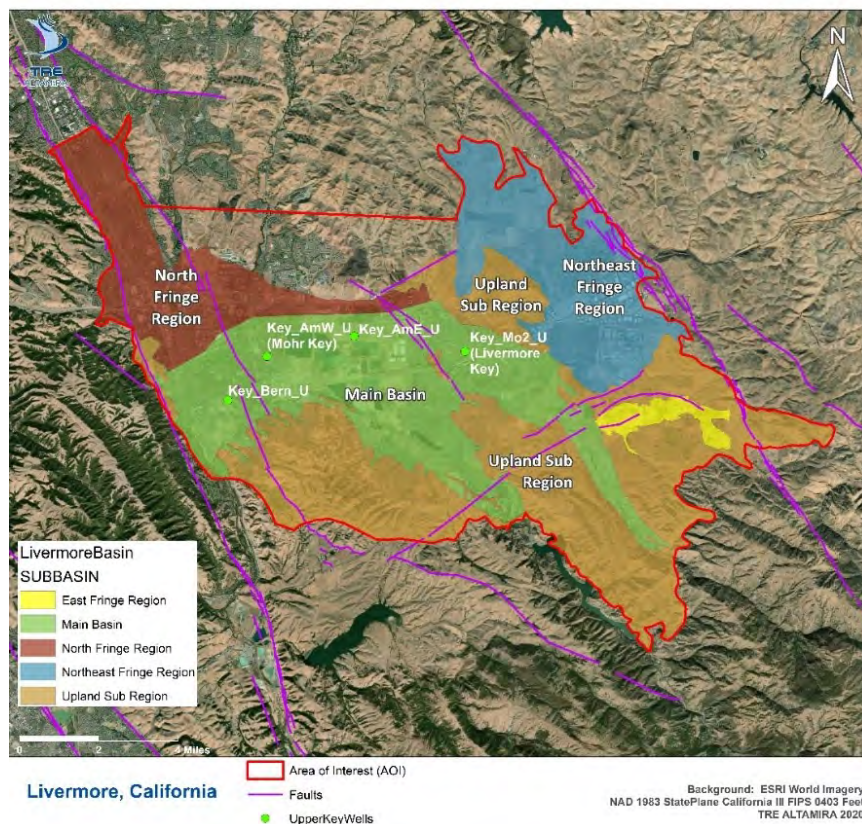 TRE
ALTAMIRA
N
North
Fringe
Region
Upland
Sub Region
Northeast
Fringe
Region
Key_AmW_U
(Mohr Key)
Key_AmE_U
Key_Mo2_U
(Livermore
Key)
Key_Bern_U
Main Basin
Upland Sub
Region
LivermoreBasin
SUBBASIN
East Fringe Region
Main Basin
North Fringe Region
Northeast Fringe Region
Upland Sub Region
0 2 4 Miles
Livermore, California
Area of Interest (AOI)
Faults
UpperKeyWells
Background: ESRI World Imagery
NAD 1983 StatePlane California III FIPS 0403 Feet
TRE ALTAMIRA 2020